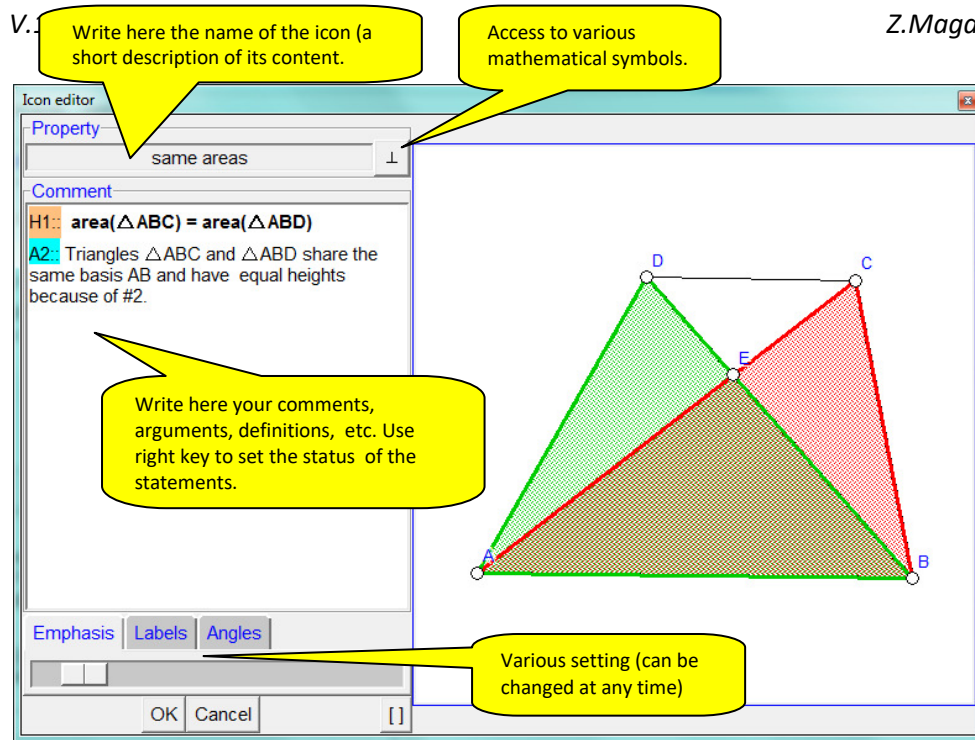 Z.Maga
Write here the name of the icon (a
short description of its content.
Access to various
mathematical symbols.
Icon editor
Property
same areas
⊥
Comment
H1:: area(△ABC) = area(△ABD)
A2:: Triangles △ABC and △ABD share the
same basis AB and have equal heights
because of #2.
Write here your comments,
arguments, definitions, etc. Use
right key to set the status of the
statements.
D
C
E
A
B
Emphasis Labels Angles
Various setting (can be
changed at any time)
OK Cancel [ ]